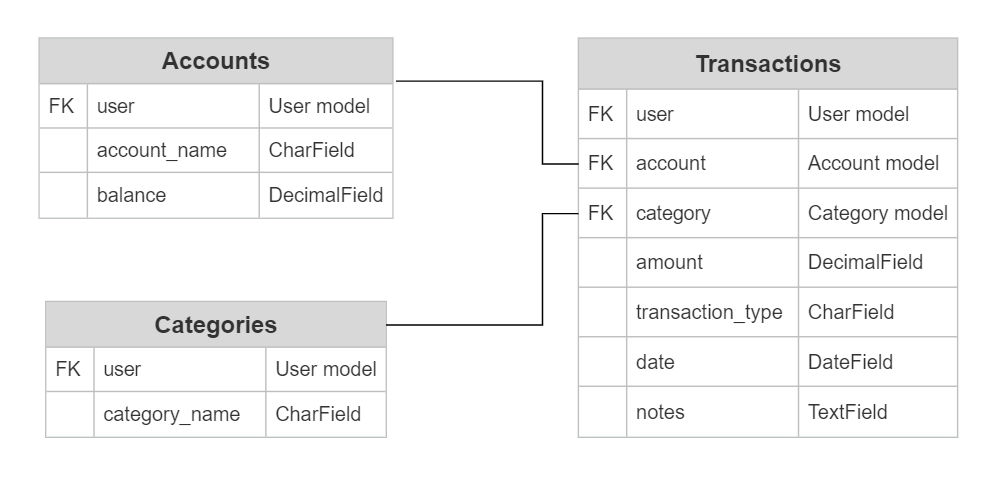 Accounts
FK user User model
account_name CharField
balance DecimalField
Categories
FK user User model
category_name CharField
Transactions
FK user User model
FK account Account model
FK category Category model
amount DecimalField
transaction_type CharField
date DateField
notes TextField